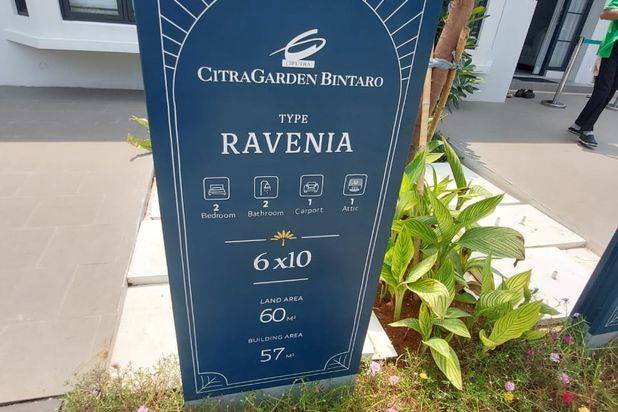 CIPUTRA
CITRAGARDEN BINTARO
TYPE
RAVENIA
2 2 1 1
Bedroom Bathroom Carport Attic
6 x10
LAND AREA
60 M²
BUILDING AREA
57 M²